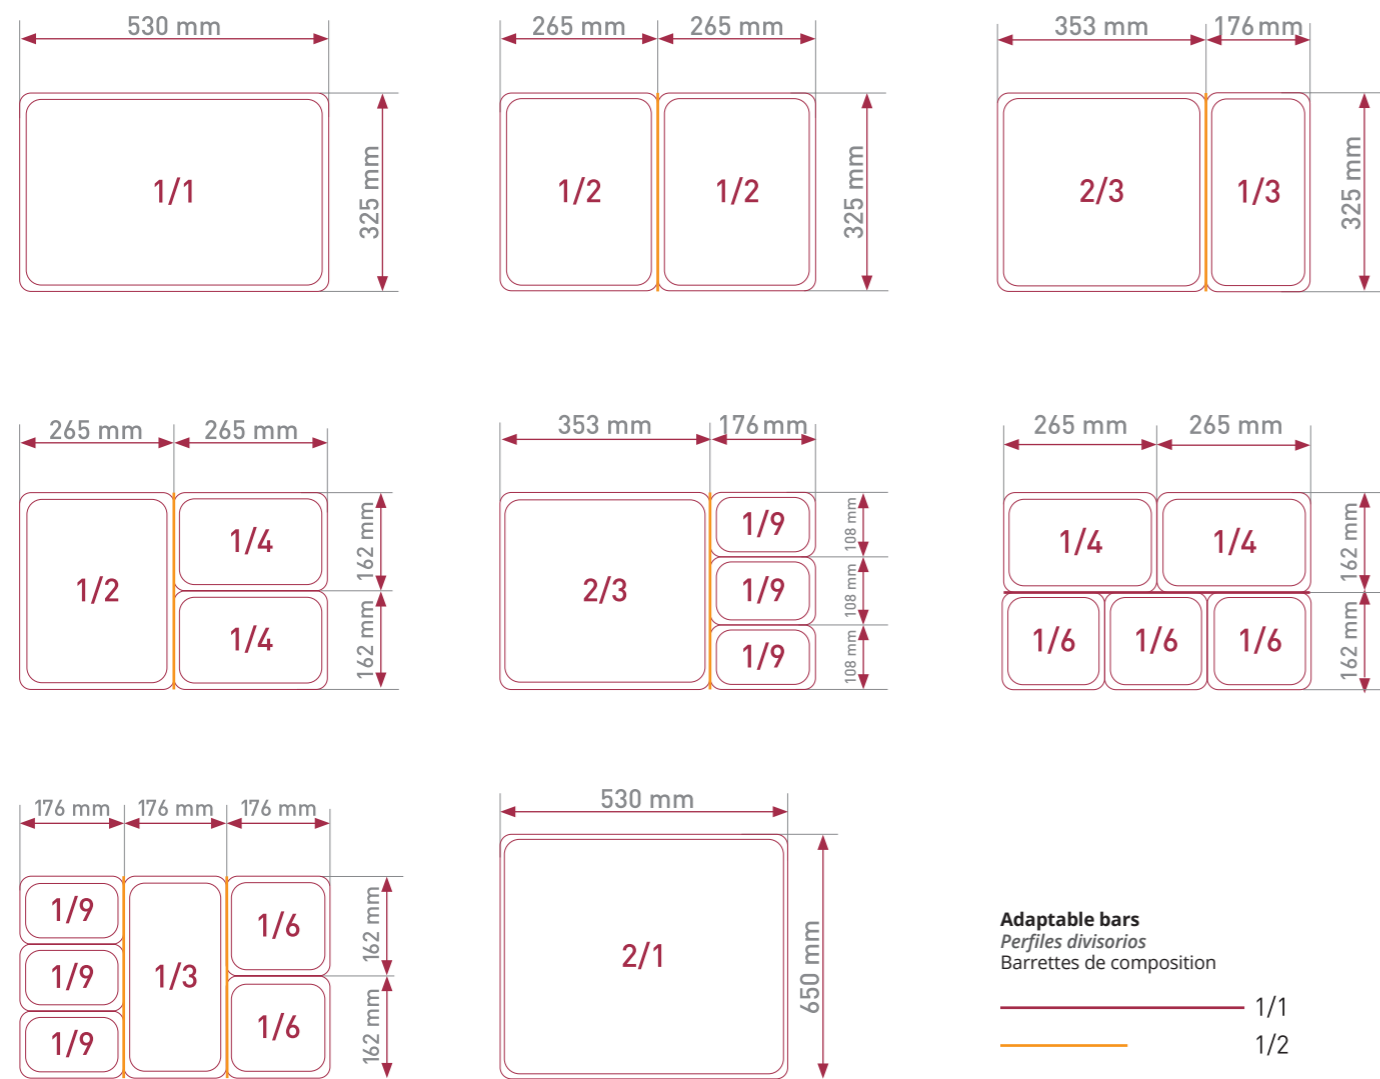 530 mm
265 mm 265 mm
353 mm 176 mm
1/1
325 mm
1/2 1/2
325 mm
2/3 1/3
325 mm
265 mm 265 mm
353 mm 176 mm
265 mm 265 mm
1/2
1/4
162 mm
1/4
162 mm
2/3
1/9
108 mm
1/9
108 mm
1/9
108 mm
1/4 1/4
162 mm
1/6 1/6 1/6
162 mm
176 mm 176 mm 176 mm
530 mm
1/9
1/9
1/9
1/3
1/6
162 mm
1/6
162 mm
2/1
650 mm
Adaptable bars
Perfiles divisorios
Barrettes de composition
1/1
1/2